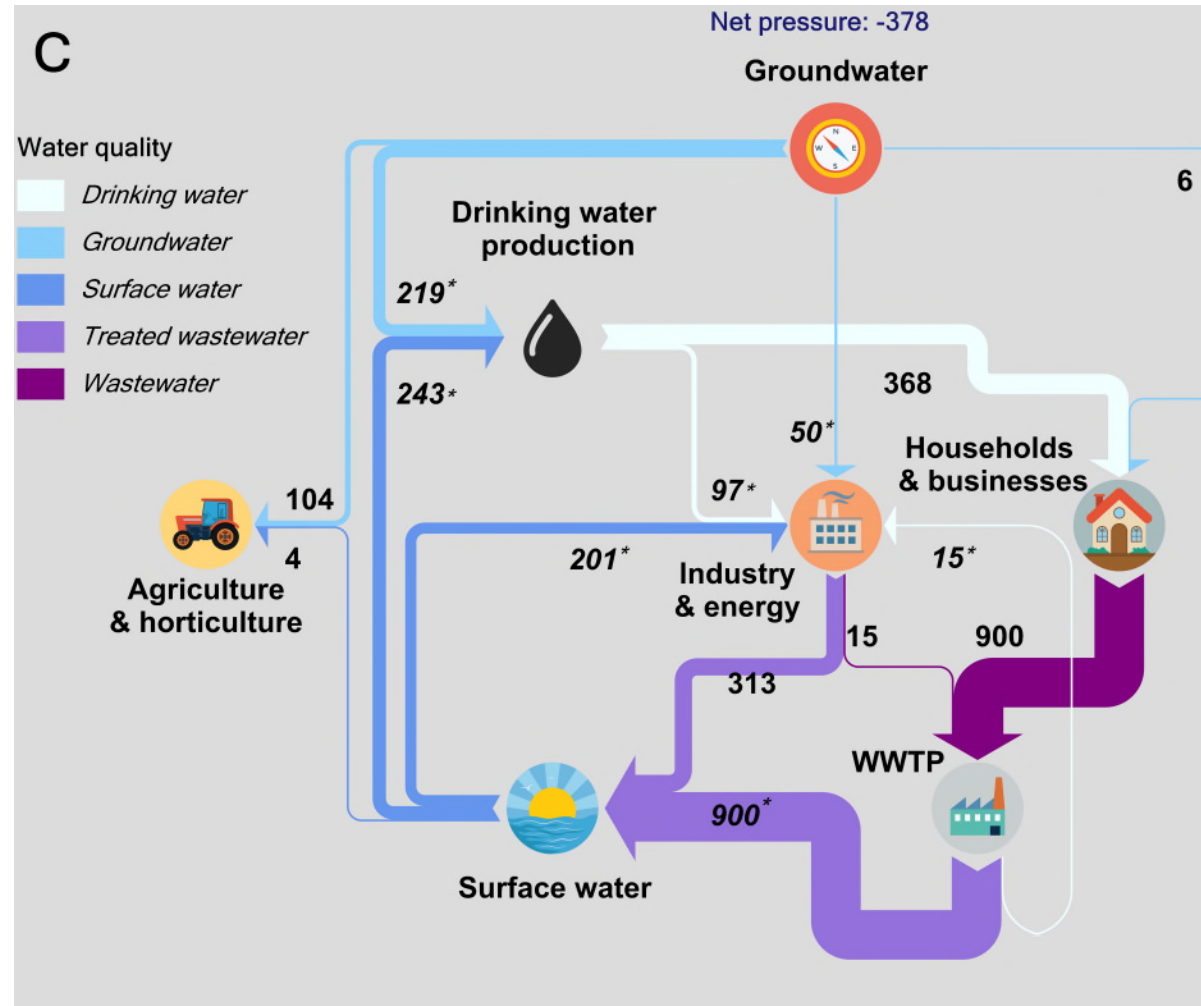 C
Net pressure: -378
Groundwater
Water quality
Drinking water
Groundwater
Surface water
Treated wastewater
Wastewater
N
W E
S
6
Drinking water
production
219*
243*
368
50*
Households
& businesses
97*
104
4
201*
15*
Agriculture
& horticulture
Industry
& energy
15
900
313
WWTP
900*
Surface water